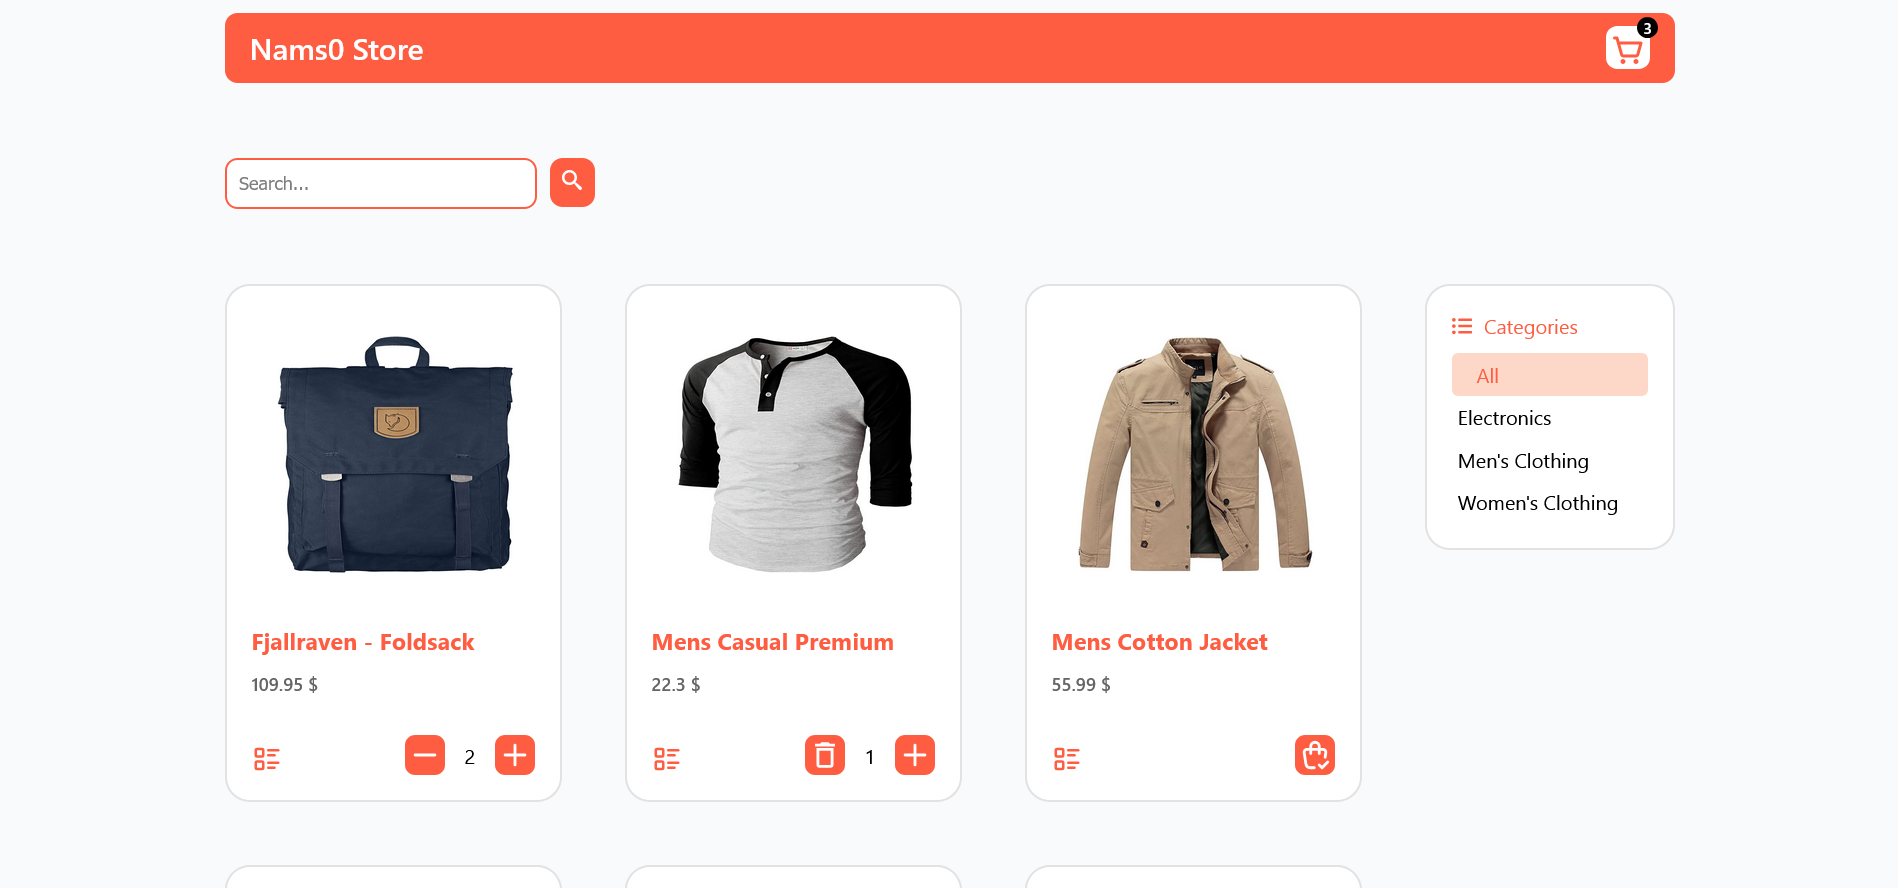 Nams0 Store
3
Search...
Fjallraven - Foldsack
109.95 $
2
Mens Casual Premium
22.3 $
1
Mens Cotton Jacket
55.99 $
Categories
All
Electronics
Men's Clothing
Women's Clothing